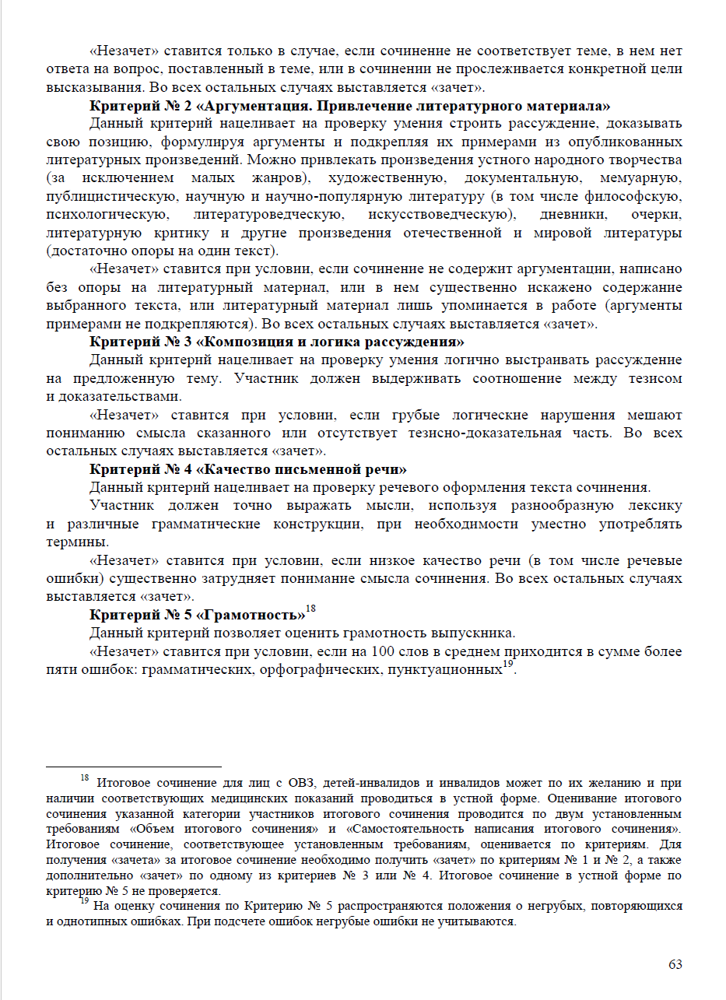 «Незачет» ставится только в случае, если сочинение не соответствует теме, в нем нет
ответа на вопрос, поставленный в теме, или в сочинении не прослеживается конкретной цели
высказывания. Во всех остальных случаях выставляется «зачет».
Критерий № 2 «Аргументация. Привлечение литературного материала»
Данный критерий нацеливает на проверку умения строить рассуждение, доказывать
свою позицию, формулируя аргументы и подкрепляя их примерами из опубликованных
литературных произведений. Можно привлекать произведения устного народного творчества
(за исключением малых жанров), художественную, документальную, мемуарную,
публицистическую, научную и научно-популярную литературу (в том числе философскую,
психологическую, литературоведческую, искусствоведческую), дневники, очерки,
литературную критику и другие произведения отечественной и мировой литературы
(достаточно опоры на один текст).
«Незачет» ставится при условии, если сочинение не содержит аргументации, написано
без опоры на литературный материал, или в нем существенно искажено содержание
выбранного текста, или литературный материал лишь упоминается в работе (аргументы
примерами не подкрепляются). Во всех остальных случаях выставляется «зачет».
Критерий № 3 «Композиция и логика рассуждения»
Данный критерий нацеливает на проверку умения логично выстраивать рассуждение
на предложенную тему. Участник должен выдерживать соотношение между тезисом
и доказательствами.
«Незачет» ставится при условии, если грубые логические нарушения мешают
пониманию смысла сказанного или отсутствует тезисно-доказательная часть. Во всех
остальных случаях выставляется «зачет».
Критерий № 4 «Качество письменной речи»
Данный критерий нацеливает на проверку речевого оформления текста сочинения.
Участник должен точно выражать мысли, используя разнообразную лексику
и различные грамматические конструкции, при необходимости уместно употреблять
термины.
«Незачет» ставится при условии, если низкое качество речи (в том числе речевые
ошибки) существенно затрудняет понимание смысла сочинения. Во всех остальных случаях
выставляется «зачет».
Критерий № 5 «Грамотность»18
Данный критерий позволяет оценить грамотность выпускника.
«Незачет» ставится при условии, если на 100 слов в среднем приходится в сумме более
пяти ошибок: грамматических, орфографических, пунктуационных19.
18 Итоговое сочинение для лиц с ОВЗ, детей-инвалидов и инвалидов может по их желанию и при
наличии соответствующих медицинских показаний проводиться в устной форме. Оценивание итогового
сочинения указанной категории участников итогового сочинения проводится по двум установленным
требованиям «Объем итогового сочинения» и «Самостоятельность написания итогового сочинения».
Итоговое сочинение, соответствующее установленным требованиям, оценивается по критериям. Для
получения «зачета» за итоговое сочинение необходимо получить «зачет» по критериям № 1 и № 2, а также
дополнительно «зачет» по одному из критериев № 3 или № 4. Итоговое сочинение в устной форме по
критерию № 5 не проверяется.
19 На оценку сочинения по Критерию № 5 распространяются положения о негрубых, повторяющихся
и однотипных ошибках. При подсчете ошибок негрубые ошибки не учитываются.
63